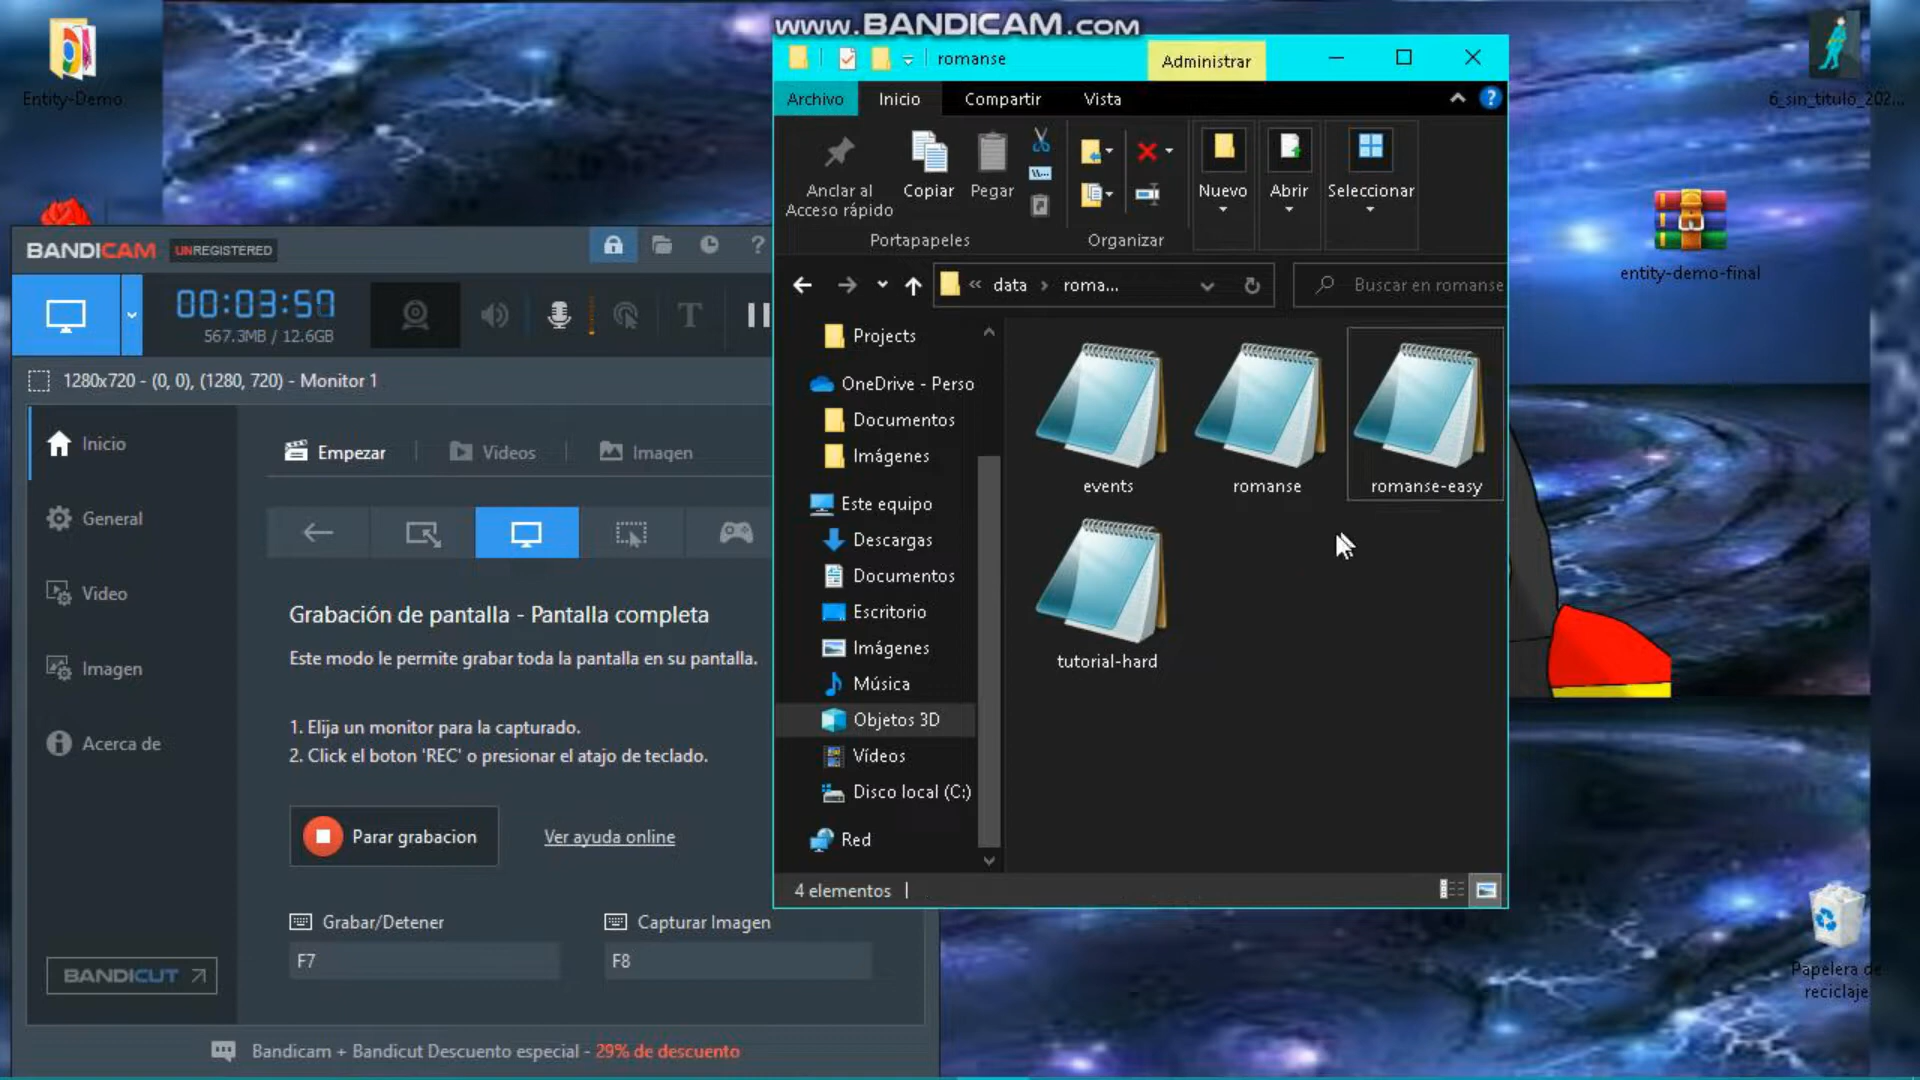 www.BANDICAM.com
Entity-Demo
6_sin_titulo_202...
entity-demo-final
Papelera de
reciclaje
romanse
Administrar
Archivo
Inicio
Compartir
Vista
Anclar al
Acceso rápido
Copiar
Pegar
Nuevo
Abrir
Seleccionar
Portapapeles
Organizar
« data › roma...
Buscar en romanse
Projects
OneDrive - Perso
Documentos
Imágenes
Este equipo
Descargas
Documentos
Escritorio
Imágenes
Música
Objetos 3D
Vídeos
Disco local (C:)
Red
events
romanse
romanse-easy
tutorial-hard
4 elementos
BANDICAM
UNREGISTERED
00:03:57
567.3MB / 12.6GB
1280x720 - (0, 0), (1280, 720) - Monitor 1
Inicio
General
Video
Imagen
Acerca de
BANDICUT
Empezar
Videos
Imagen
Grabación de pantalla - Pantalla completa
Este modo le permite grabar toda la pantalla en su pantalla.
1. Elija un monitor para la capturado.
2. Click el boton 'REC' o presionar el atajo de teclado.
Parar grabacion
Ver ayuda online
Grabar/Detener
Capturar Imagen
F7
F8
Bandicam + Bandicut Descuento especial - 29% de descuento